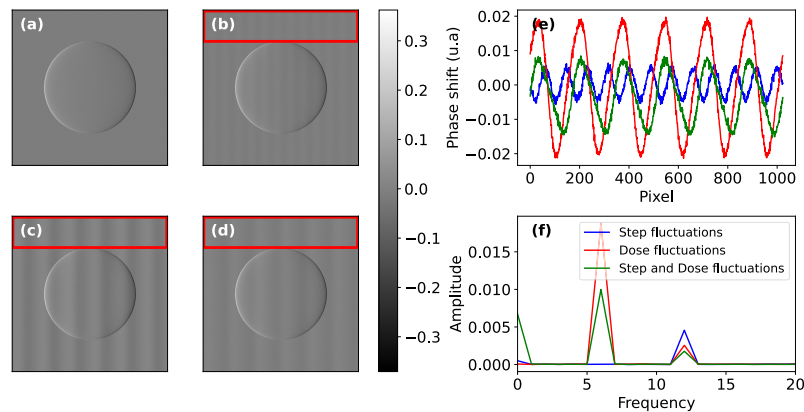 (a)
(b)
(c)
(d)
0.3
0.2
0.1
0.0
−0.1
−0.2
−0.3
(e)
Phase shift (u.a)
0.02
0.01
0.00
−0.01
−0.02
0 200 400 600 800 1000
Pixel
(f)
Step fluctuations
Dose fluctuations
Step and Dose fluctuations
Amplitude
0.015
0.010
0.005
0.000
0 5 10 15 20
Frequency